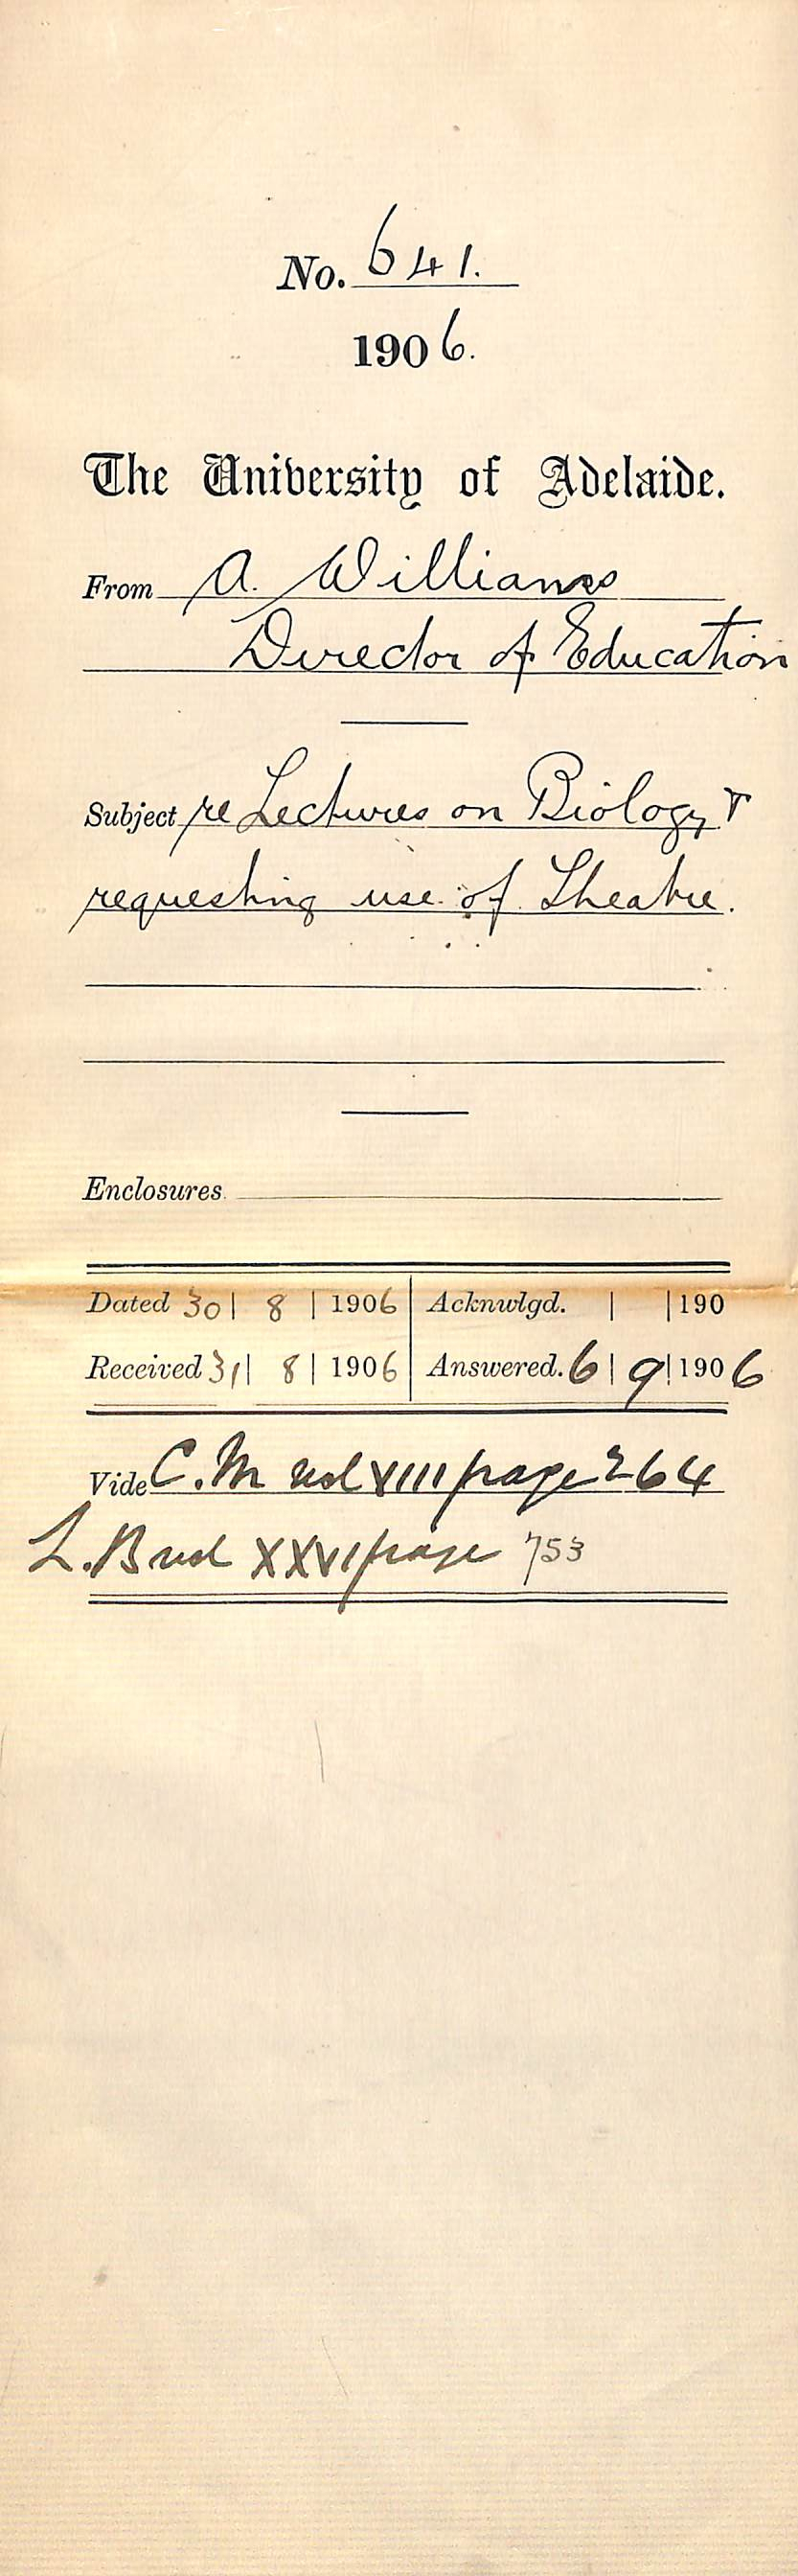 No. 641.
1906.
The University of Adelaide.
From A. Williams
Director of Education
Subject re Lectures on Biology &
requesting use of Theatre.
Enclosures
Dated 30 | 8 | 1906 Acknwlgd. | | 190
Received 31 | 8 | 1906 Answered. 6 | 9 | 1906
Vide C.M vol XIII page 264
L.B vol XXVI page 753